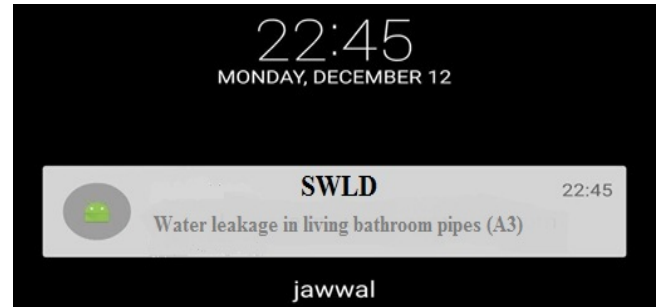 22:45
MONDAY, DECEMBER 12
SWLD
22:45
Water leakage in living bathroom pipes (A3)
jawwal